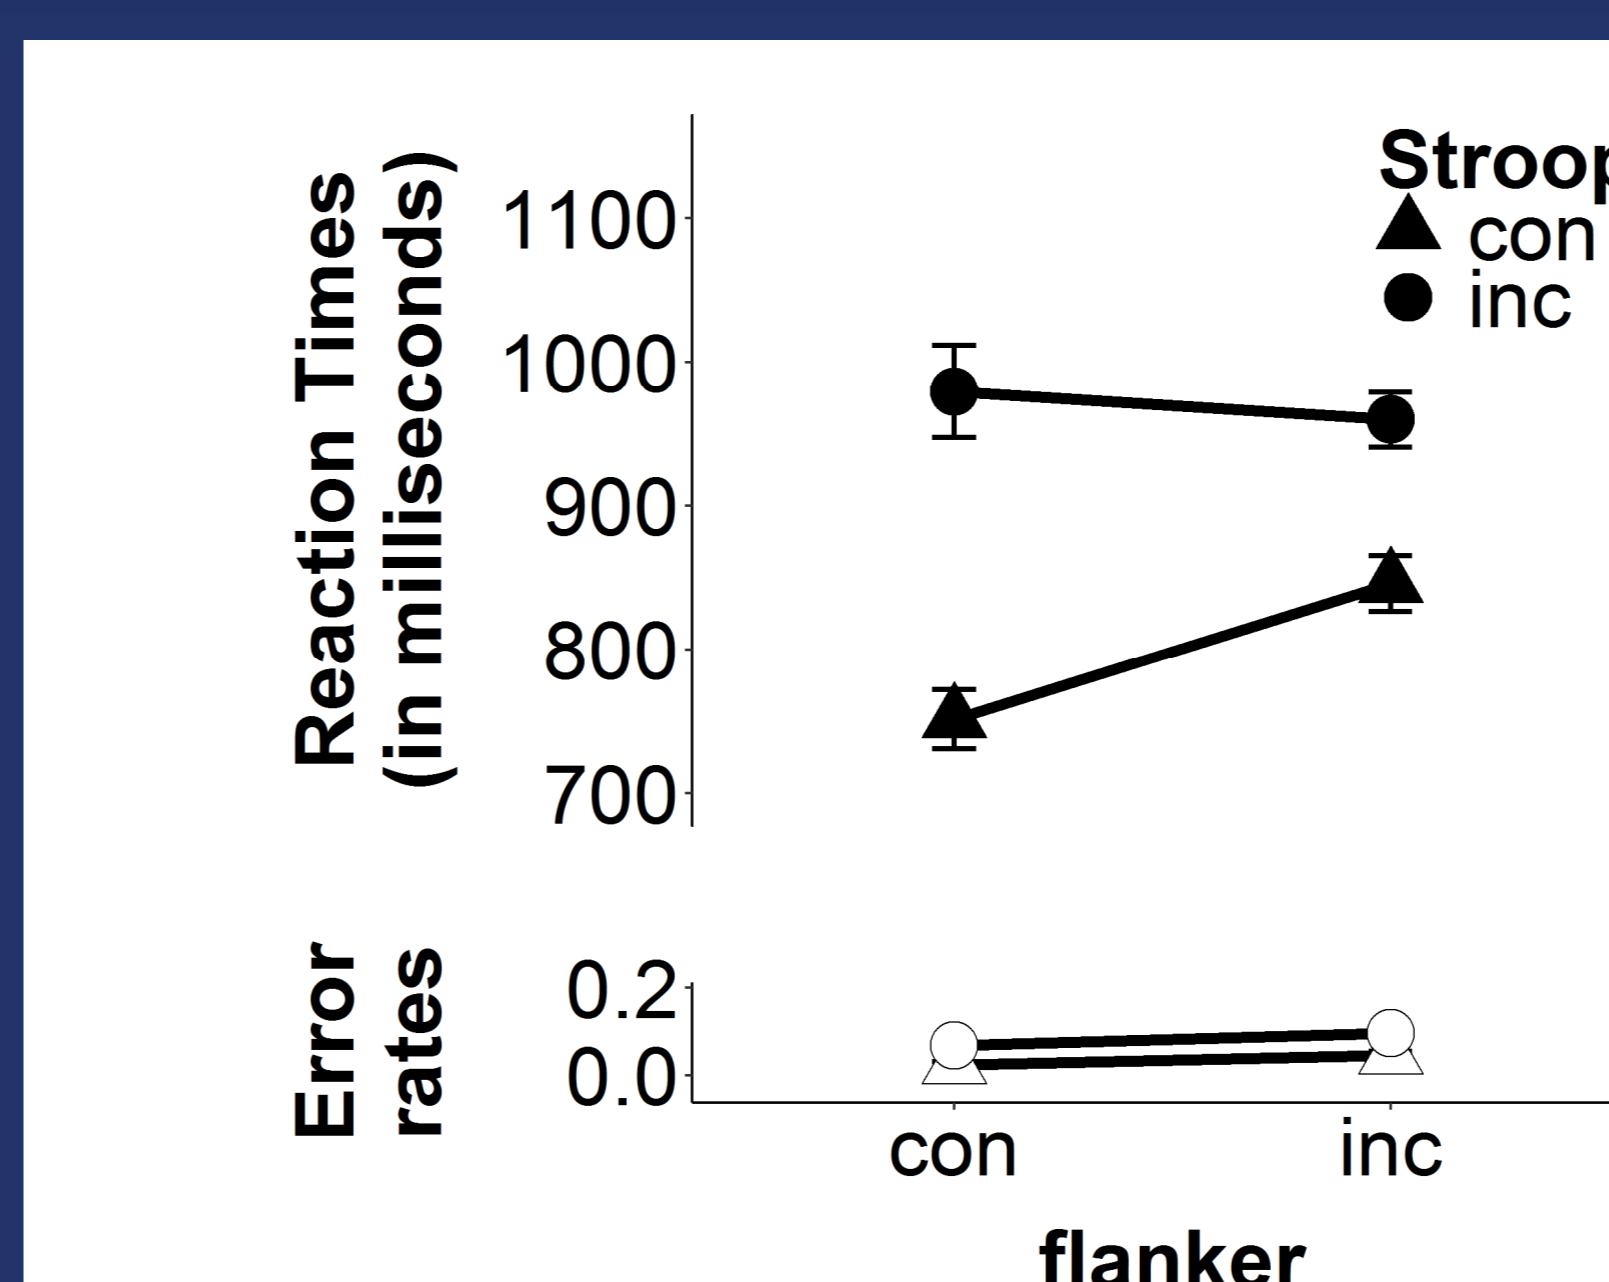 Reaction Times
(in milliseconds)
1100
1000
900
800
700
Stroop
con
inc
Error
rates
0.2
0.0
con
inc
flanker